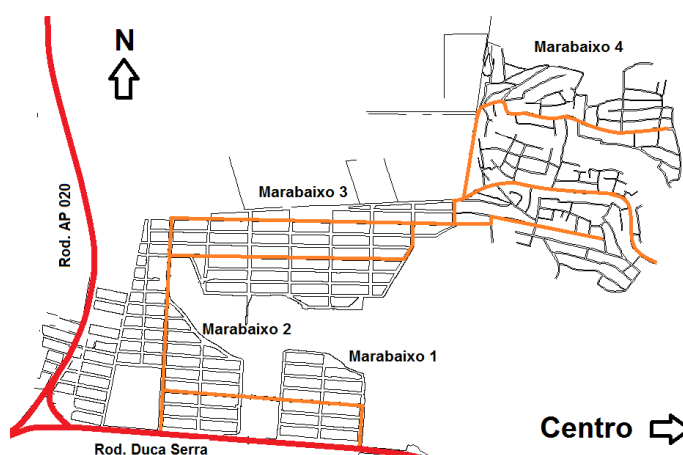 N
Marabaixo 4
Marabaixo 3
Rod. AP 020
Marabaixo 2
Marabaixo 1
Centro
Rod. Duca Serra